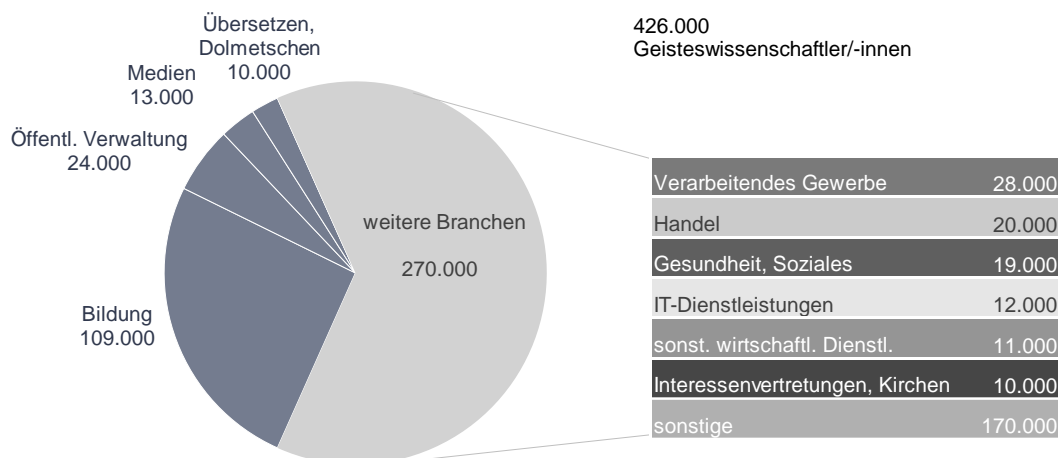 426.000
Geisteswissenschaftler/-innen
Übersetzen,
Dolmetschen
10.000
Medien
13.000
Öffentl. Verwaltung
24.000
Bildung
109.000
weitere Branchen
270.000
Verarbeitendes Gewerbe 28.000
Handel 20.000
Gesundheit, Soziales 19.000
IT-Dienstleistungen 12.000
sonst. wirtschaftl. Dienstl. 11.000
Interessenvertretungen, Kirchen 10.000
sonstige 170.000